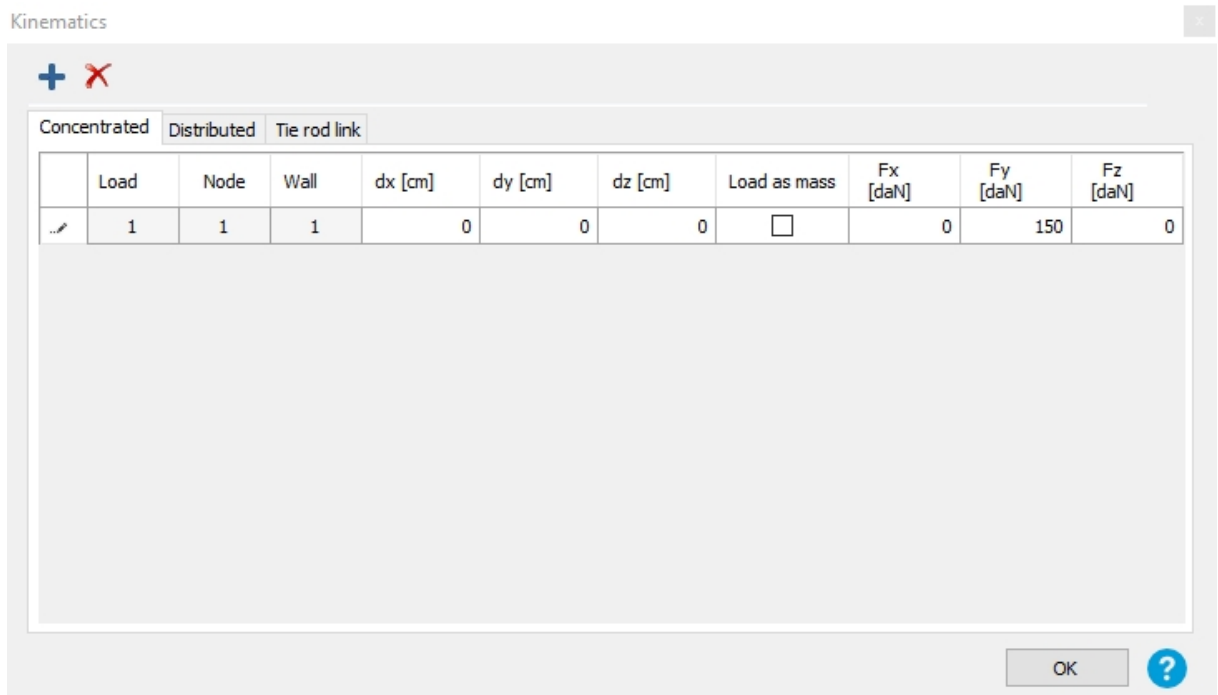 Kinematics
x
Concentrated Distributed Tie rod link
Load Node Wall dx [cm] dy [cm] dz [cm] Load as mass Fx [daN] Fy [daN] Fz [daN]
1 1 1 0 0 0 0 150 0
OK ?